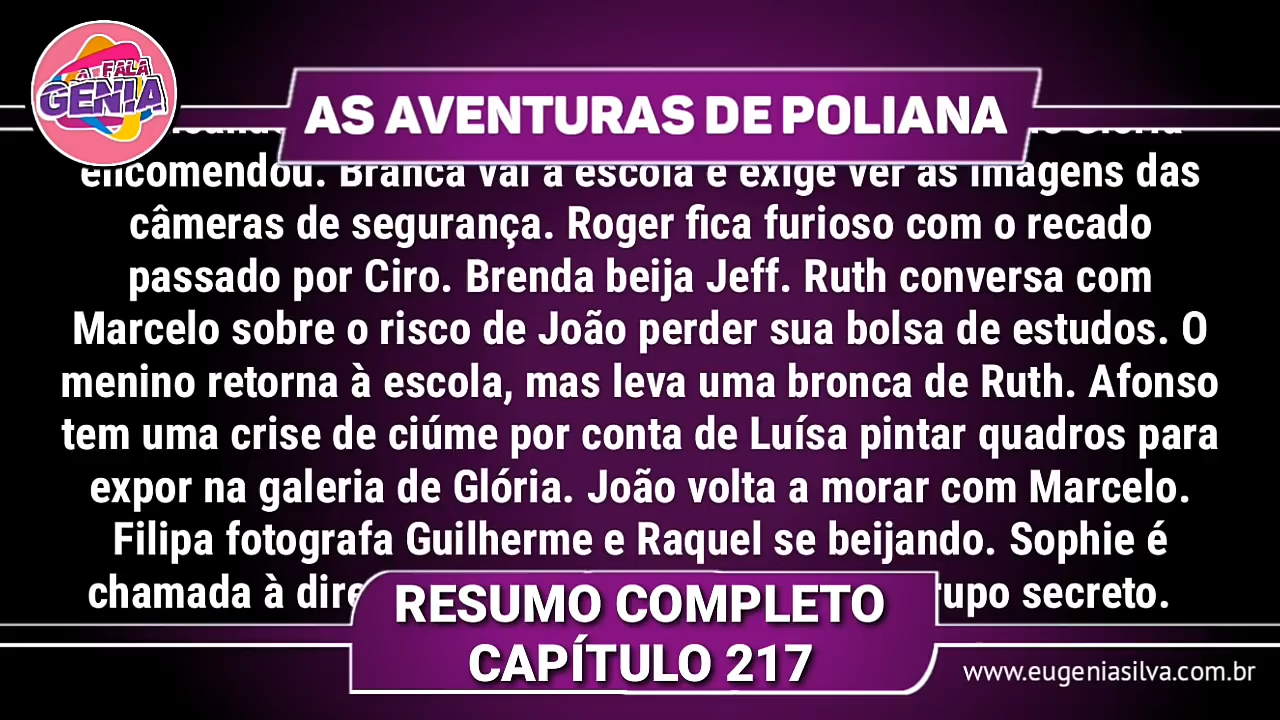 A FALA
GÊNIA
AS AVENTURAS DE POLIANA
encomendou. Branca vai à escola e exige ver as imagens das
câmeras de segurança. Roger fica furioso com o recado
passado por Ciro. Brenda beija Jeff. Ruth conversa com
Marcelo sobre o risco de João perder sua bolsa de estudos. O
menino retorna à escola, mas leva uma bronca de Ruth. Afonso
tem uma crise de ciúme por conta de Luísa pintar quadros para
expor na galeria de Glória. João volta a morar com Marcelo.
Filipa fotografa Guilherme e Raquel se beijando. Sophie é
chamada à secreto.
RESUMO COMPLETO
CAPÍTULO 217
www.eugeniasilva.com.br